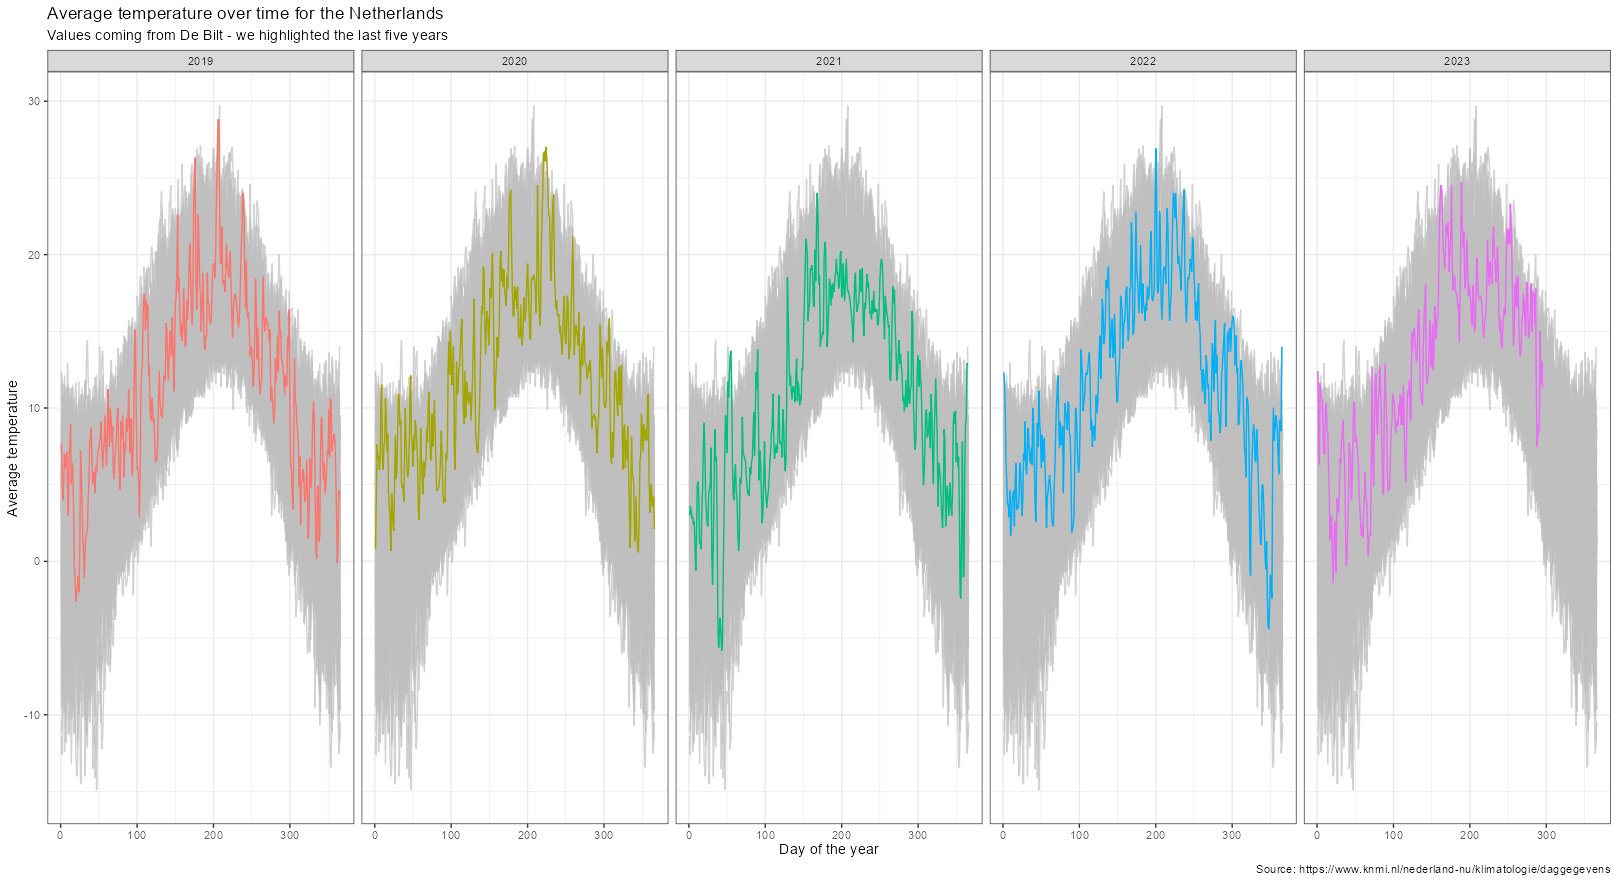 Average temperature over time for the Netherlands
Values coming from De Bilt - we highlighted the last five years
2019 2020 2021 2022 2023
30
20
10
0
-10
Average temperature
0 100 200 300 0 100 200 300 0 100 200 300 0 100 200 300 0 100 200 300
Day of the year
Source: https://www.knmi.nl/nederland-nu/klimatologie/daggegevens